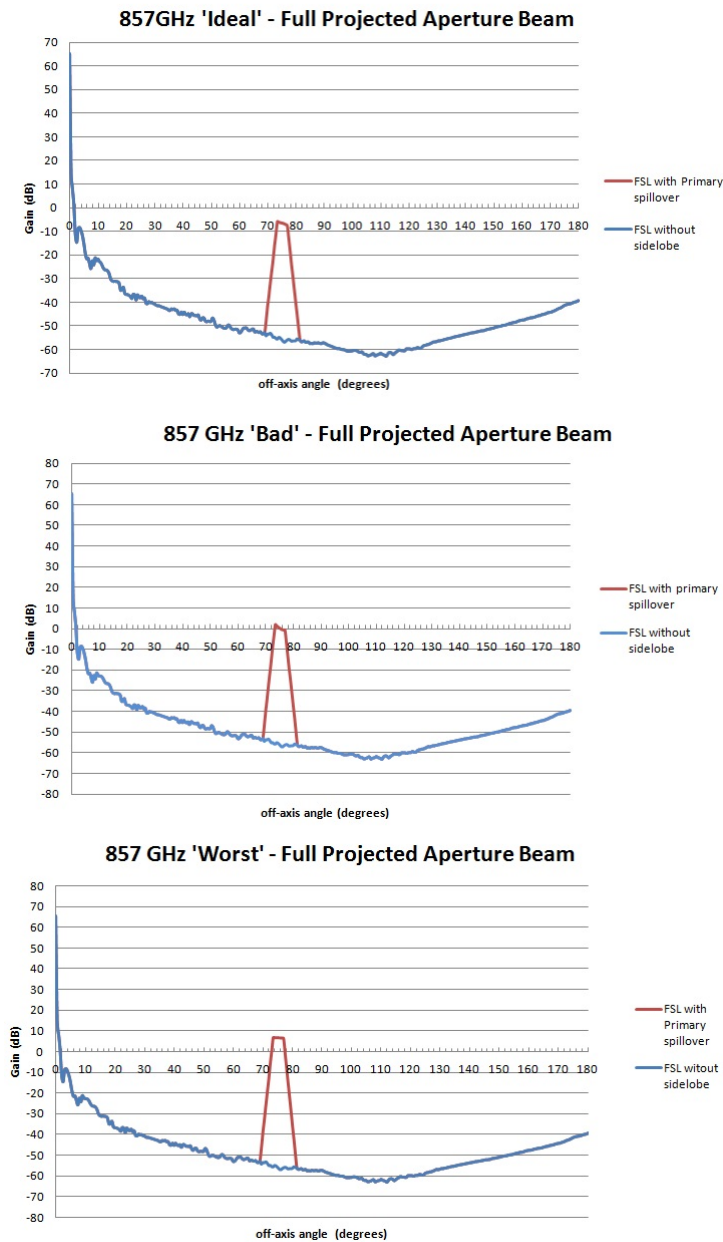 857GHz 'Ideal' - Full Projected Aperture Beam
70
60
50
40
30
20
10
0
-10
-20
-30
-40
-50
-60
-70
Gain (dB)
0 10 20 30 40 50 60 70 80 90 100 110 120 130 140 150 160 170 180
off-axis angle (degrees)
FSL with Primary
spillover
FSL without
sidelobe
857 GHz 'Bad' - Full Projected Aperture Beam
80
70
60
50
40
30
20
10
0
-10
-20
-30
-40
-50
-60
-70
-80
Gain (dB)
0 10 20 30 40 50 60 70 80 90 100 110 120 130 140 150 160 170 180
off-axis angle (degrees)
FSL with primary
spillover
FSL without
sidelobe
857 GHz 'Worst' - Full Projected Aperture Beam
80
70
60
50
40
30
20
10
0
-10
-20
-30
-40
-50
-60
-70
-80
Gain (dB)
0 10 20 30 40 50 60 70 80 90 100 110 120 130 140 150 160 170 180
off-axis angle (degrees)
FSL with
Primary
spillover
FSL witout
sidelobe